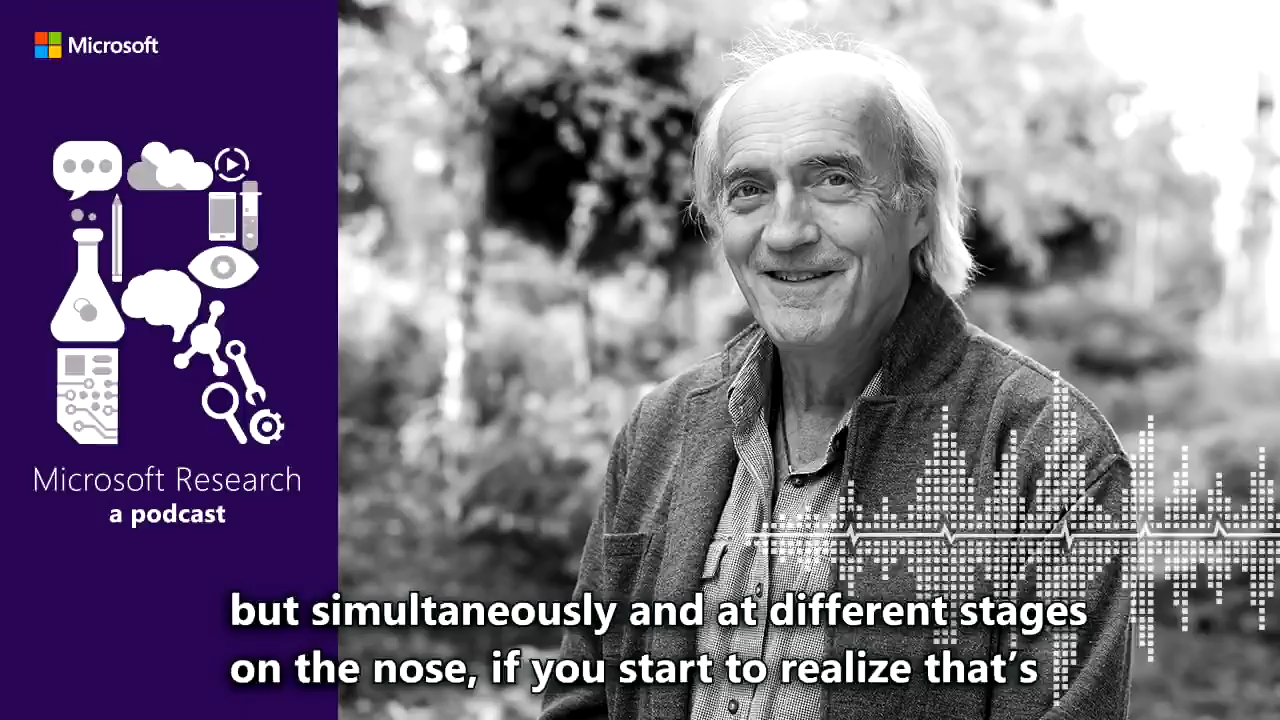 Microsoft
Microsoft Research
a podcast
but simultaneously and at different stages
on the nose, if you start to realize that’s